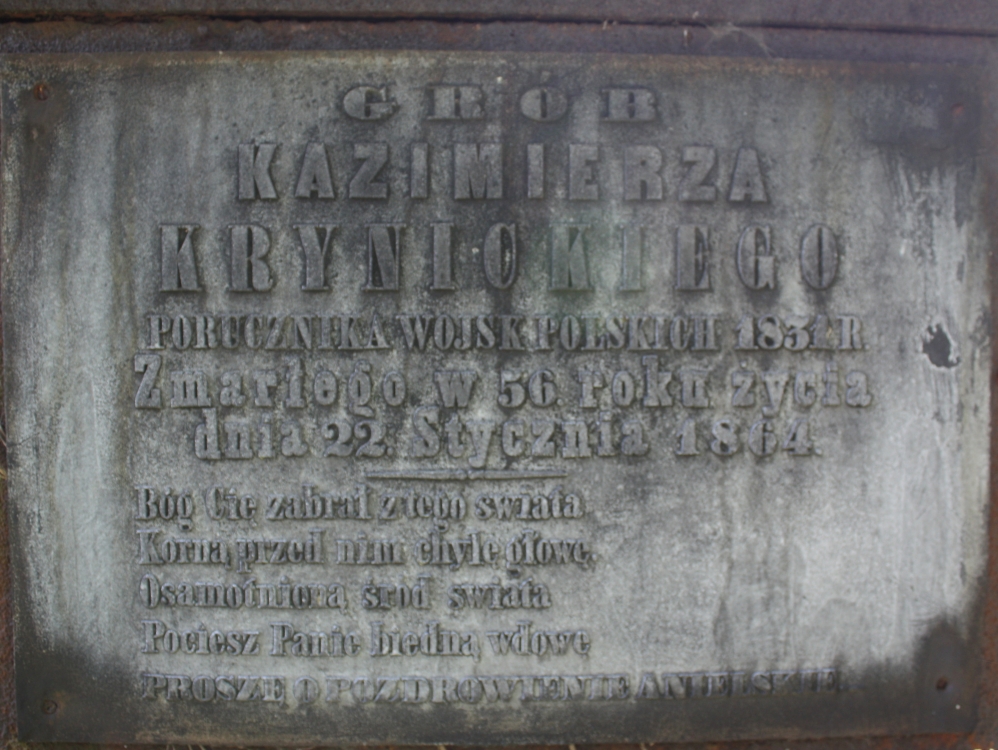 GRÓB
KAZIMIERZA
KRYNICKIEGO
PORUCZNIKA WOJSK POLSKICH 1831 R
Zmarłego w 56 roku życia
dnia 22 Stycznia 1864
Bóg Cię zabrał z tego świata
Korną przed nim chylę głowę,
Osamotniona śród świata
Pociesz Panie biedną wdowę
PROSZĘ O POZDROWIENIE ANIELSKIE.